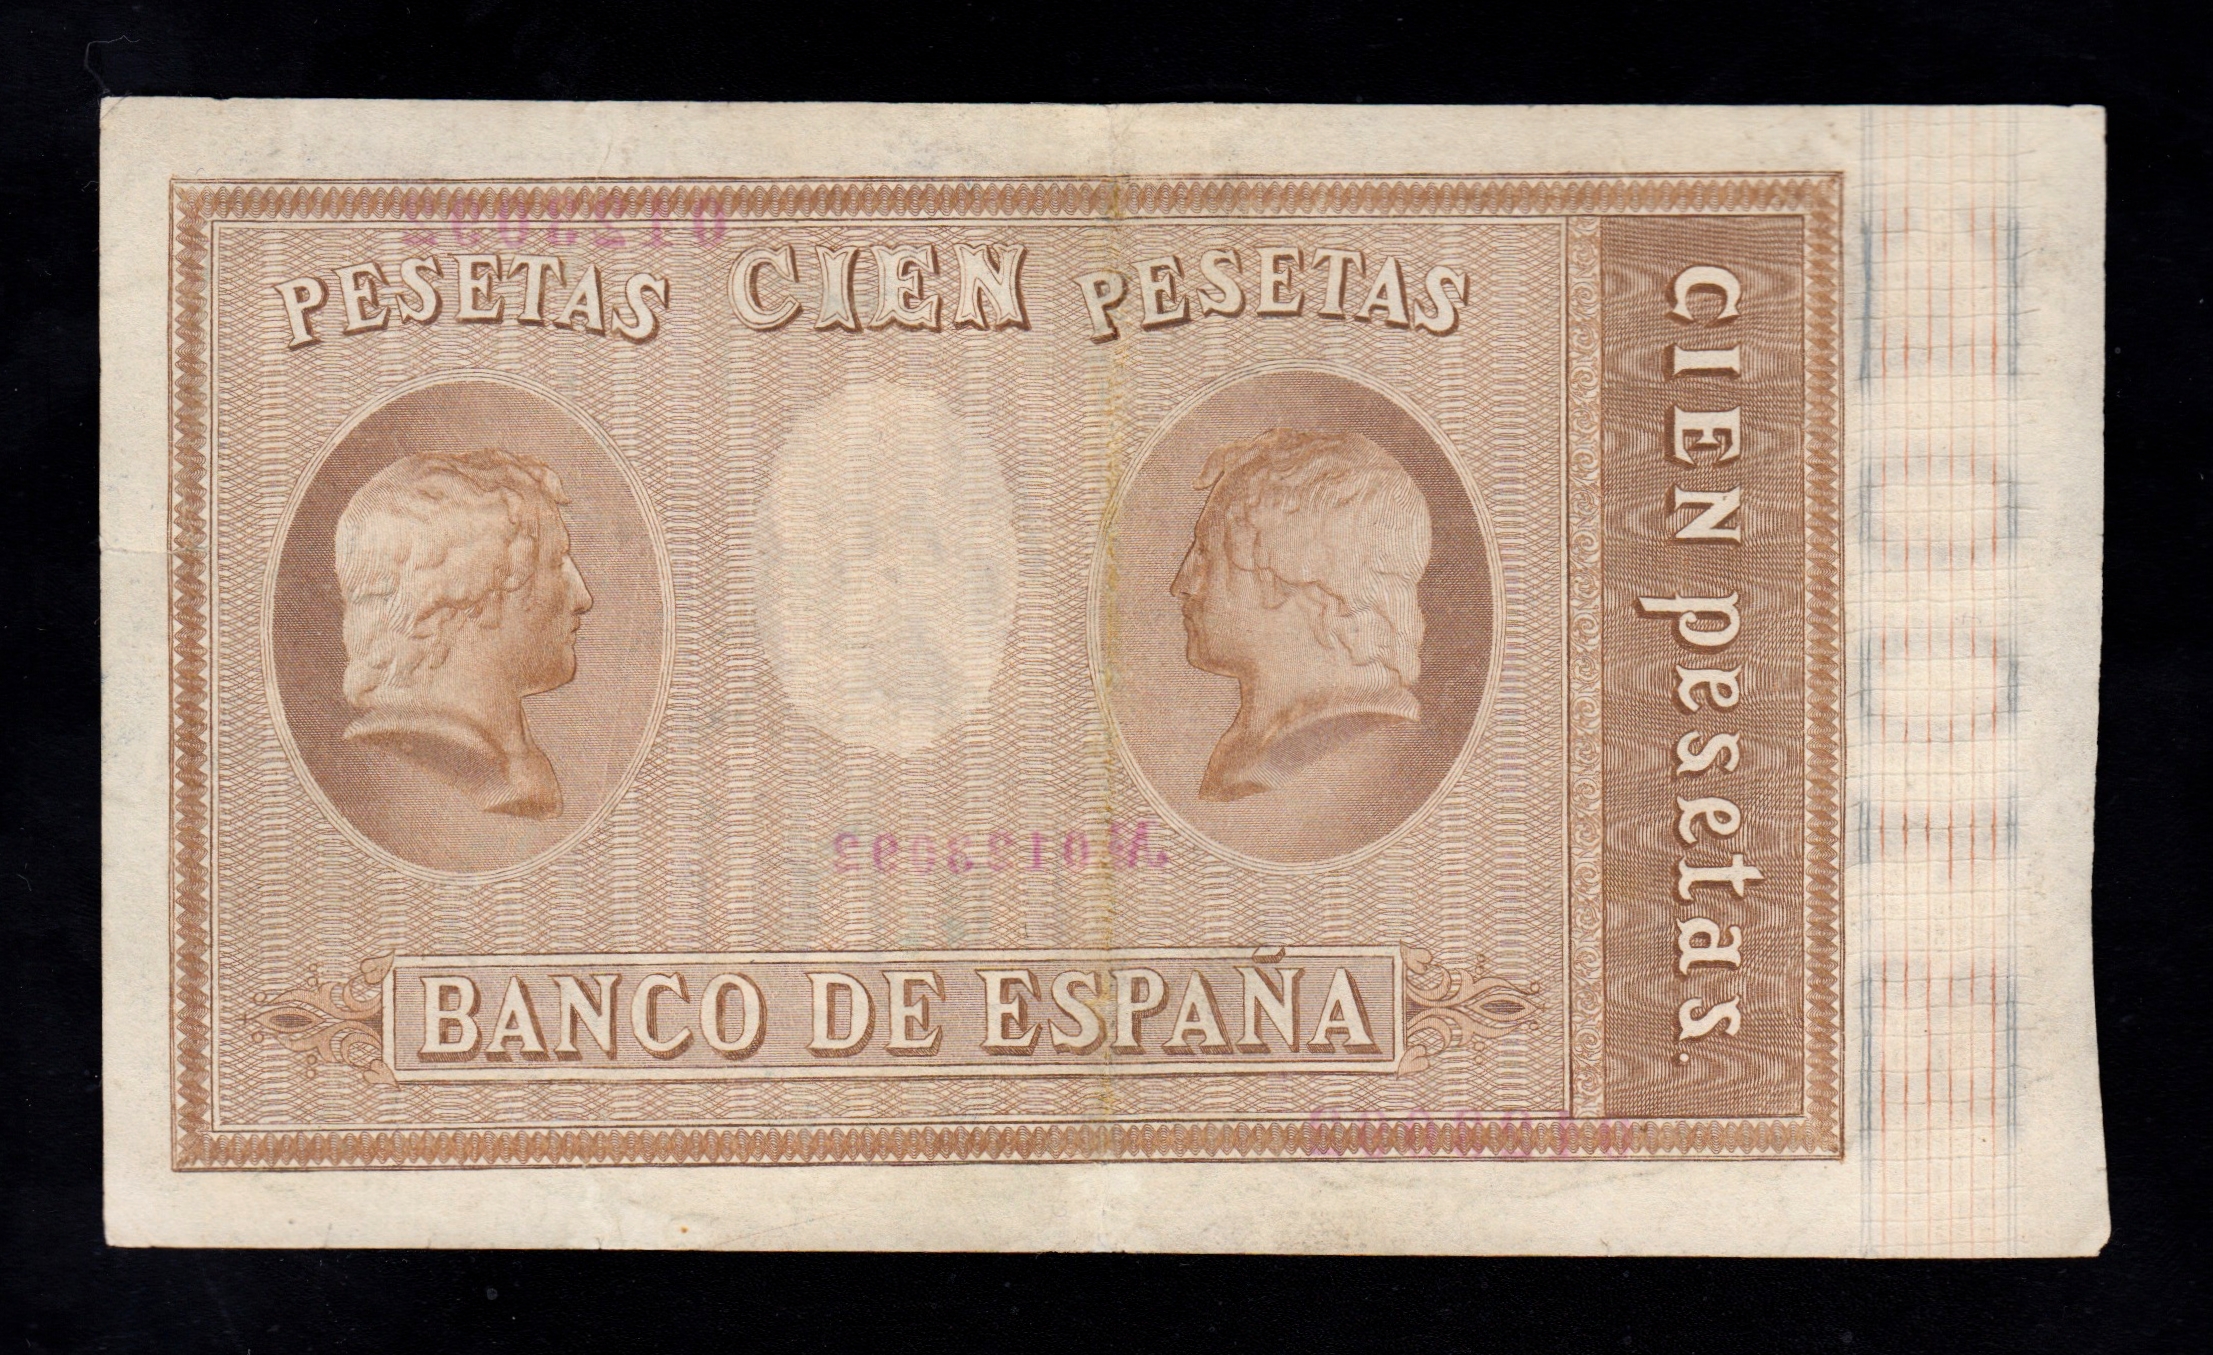 PESETAS CIEN PESETAS
CIEN pesetas.
BANCO DE ESPAÑA